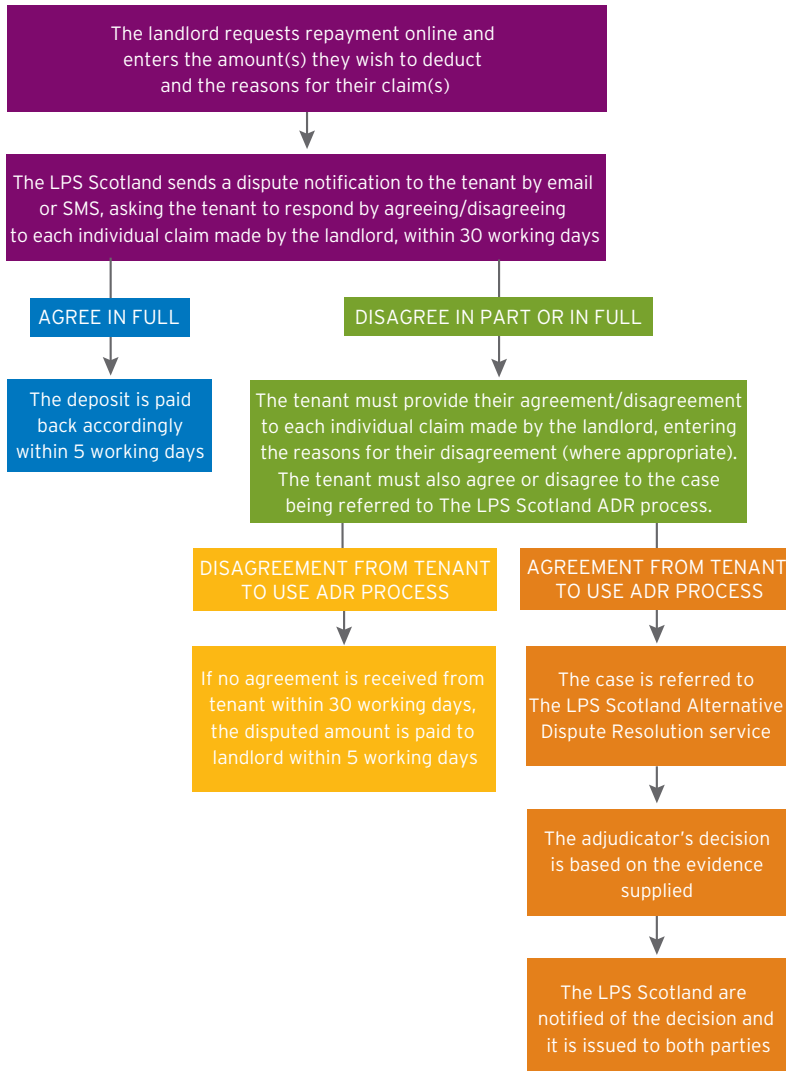 The landlord requests repayment online and
enters the amount(s) they wish to deduct
and the reasons for their claim(s)
The LPS Scotland sends a dispute notification to the tenant by email
or SMS, asking the tenant to respond by agreeing/disagreeing
to each individual claim made by the landlord, within 30 working days
AGREE IN FULL
The deposit is paid
back accordingly
within 5 working days
DISAGREE IN PART OR IN FULL
The tenant must provide their agreement/disagreement
to each individual claim made by the landlord, entering
the reasons for their disagreement (where appropriate).
The tenant must also agree or disagree to the case
being referred to The LPS Scotland ADR process.
DISAGREEMENT FROM TENANT
TO USE ADR PROCESS
If no agreement is received from
tenant within 30 working days,
the disputed amount is paid to
landlord within 5 working days
AGREEMENT FROM TENANT
TO USE ADR PROCESS
The case is referred to
The LPS Scotland Alternative
Dispute Resolution service
The adjudicator’s decision
is based on the evidence
supplied
The LPS Scotland are
notified of the decision and
it is issued to both parties